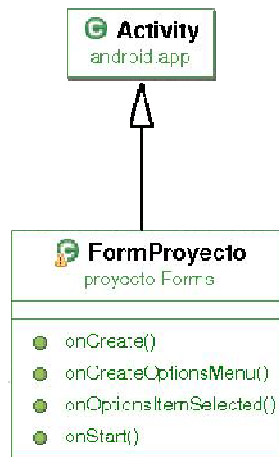 Activity
android.app
FormProyecto
proyecto.Forms
onCreate()
onCreateOptionsMenu()
onOptionsItemSelected()
onStart()